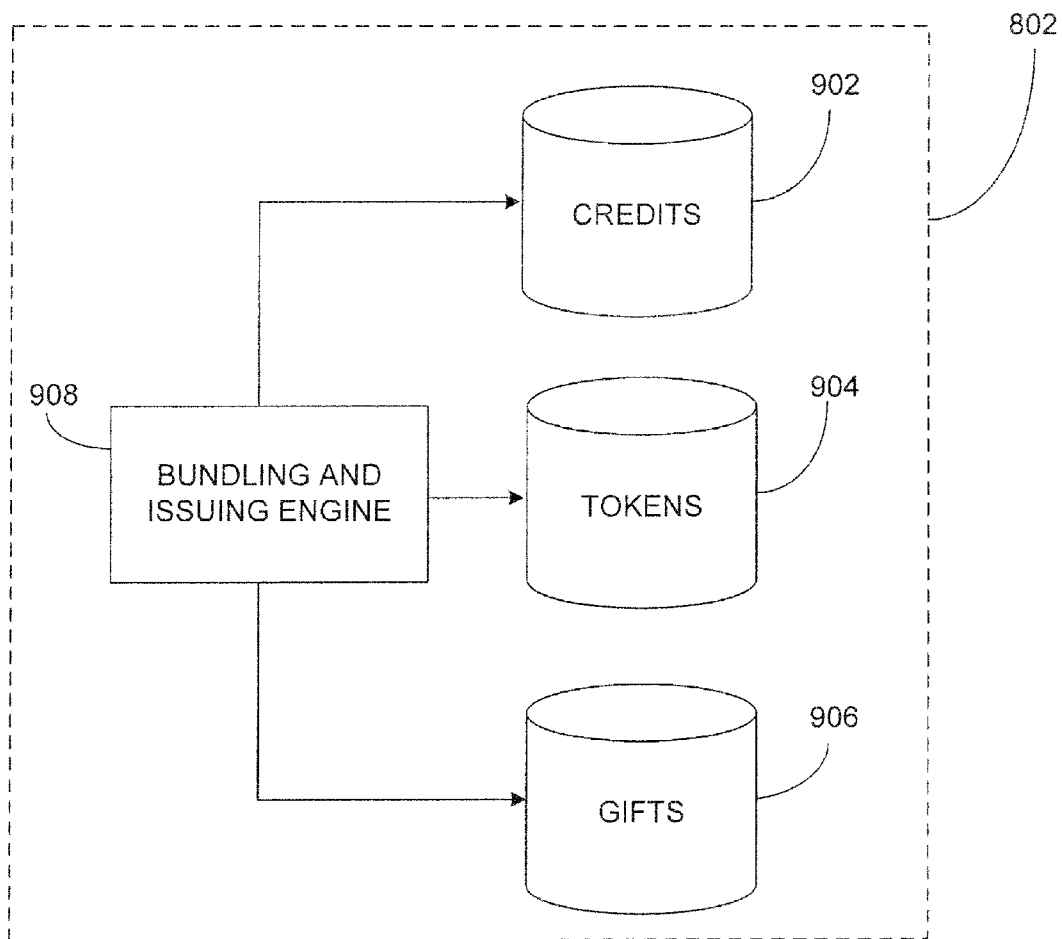 802
902
CREDITS
908
904
BUNDLING AND
ISSUING ENGINE
TOKENS
906
GIFTS